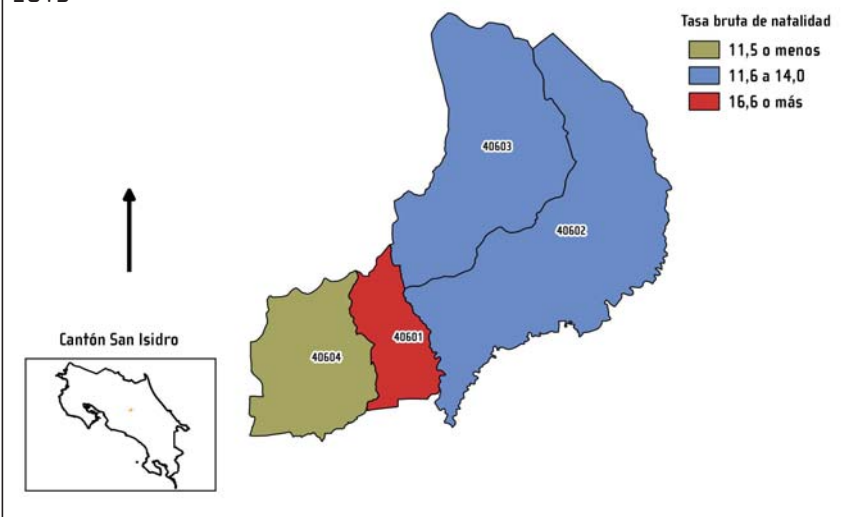 Tasa bruta de natalidad
11,5 o menos
11,6 a 14,0
16,6 o más
40603
40602
40601
40604
Cantón San Isidro